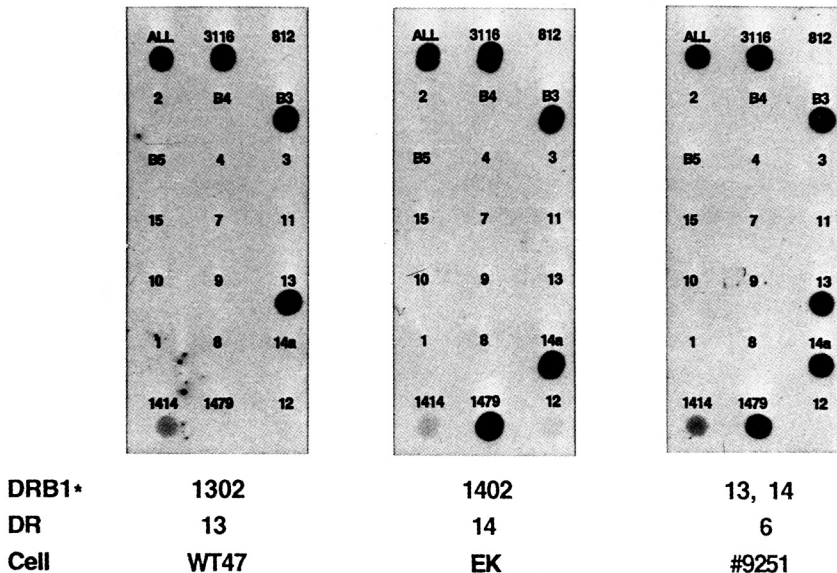 ALL 3116 812 ALL 3116 812 ALL 3116 812
2 B4 B3 2 B4 B3 2 B4 B3
B5 4 3 B5 4 3 B5 4 3
15 7 11 15 7 11 15 7 11
10 9 13 10 9 13 10 9 13
1 8 14a 1 8 14a 1 8 14a
1414 1479 12 1414 1479 12 1414 1479 12
DRB1* 1302 1402 13, 14
DR 13 14 6
Cell WT47 EK #9251